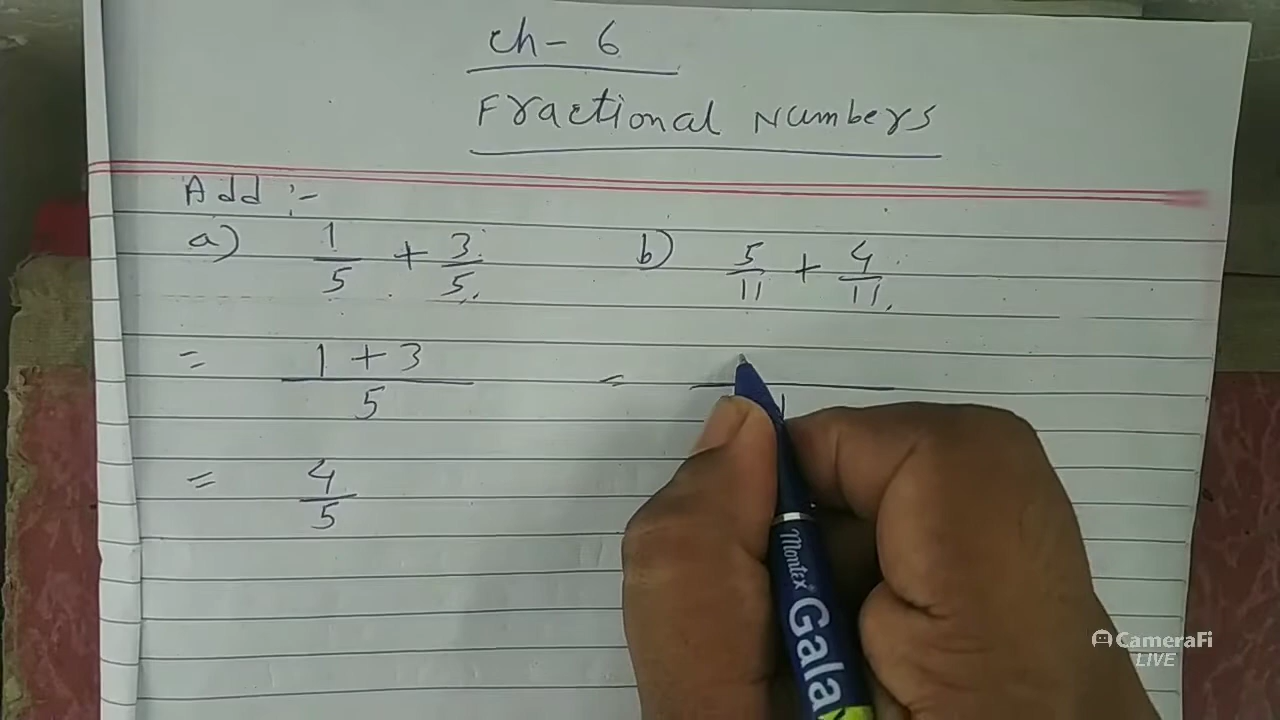 Ch - 6
Fractional Numbers
Add :-
a) 1/5 + 3/5 b) 5/11 + 4/11
= 1 + 3 / 5 =
= 4/5
Montex
Gala
CameraFi
LIVE